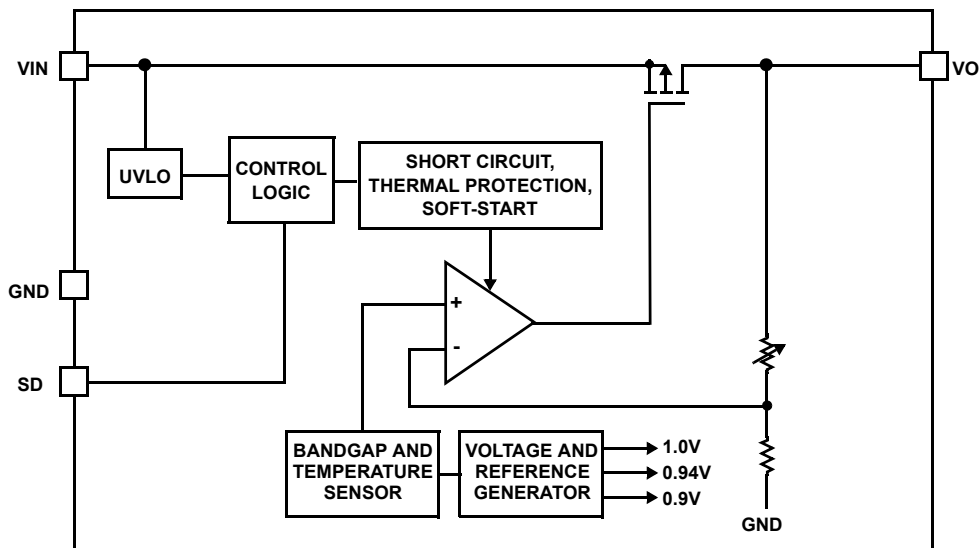 VIN
VO
UVLO
CONTROL
LOGIC
SHORT CIRCUIT,
THERMAL PROTECTION,
SOFT-START
GND
+
-
SD
BANDGAP AND
TEMPERATURE
SENSOR
VOLTAGE AND
REFERENCE
GENERATOR
1.0V
0.94V
0.9V
GND